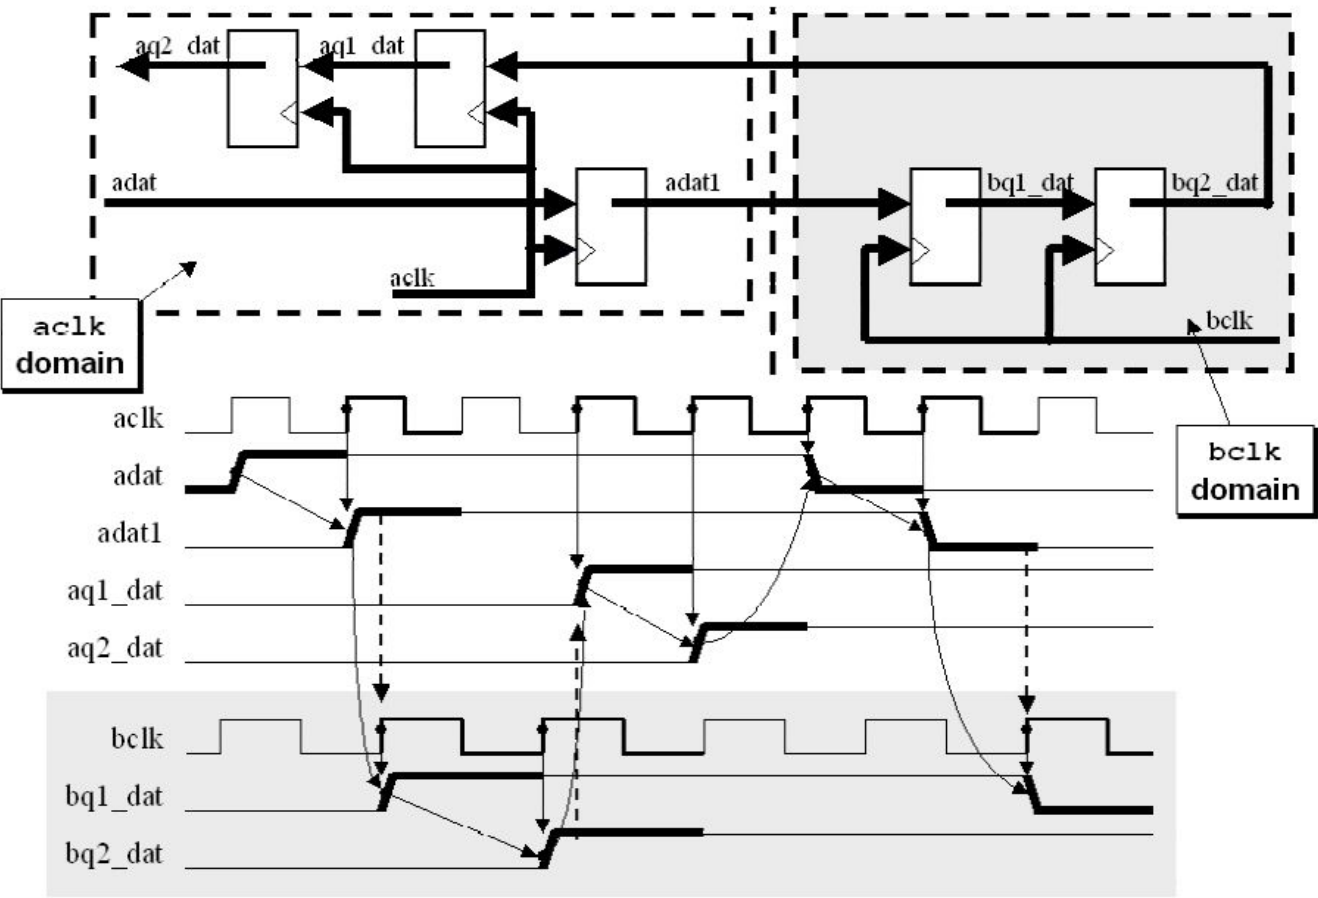 aq2_dat
aq1_dat
adat
adat1
bq1_dat
bq2_dat
aclk
bclk
aclk
domain
bclk
domain
aclk
adat
adat1
aq1_dat
aq2_dat
bclk
bq1_dat
bq2_dat